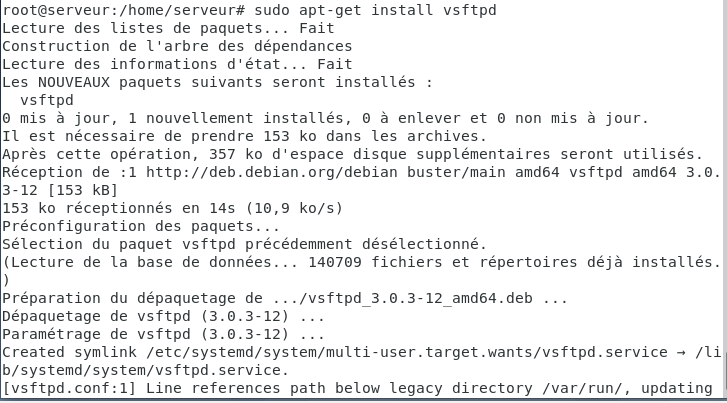 root@serveur:/home/serveur# sudo apt-get install vsftpd
Lecture des listes de paquets... Fait
Construction de l'arbre des dépendances
Lecture des informations d'état... Fait
Les NOUVEAUX paquets suivants seront installés :
  vsftpd
0 mis à jour, 1 nouvellement installés, 0 à enlever et 0 non mis à jour.
Il est nécessaire de prendre 153 ko dans les archives.
Après cette opération, 357 ko d'espace disque supplémentaires seront utilisés.
Réception de :1 http://deb.debian.org/debian buster/main amd64 vsftpd amd64 3.0.
3-12 [153 kB]
153 ko réceptionnés en 14s (10,9 ko/s)
Préconfiguration des paquets...
Sélection du paquet vsftpd précédemment désélectionné.
(Lecture de la base de données... 140709 fichiers et répertoires déjà installés.
)
Préparation du dépaquetage de .../vsftpd_3.0.3-12_amd64.deb ...
Dépaquetage de vsftpd (3.0.3-12) ...
Paramétrage de vsftpd (3.0.3-12) ...
Created symlink /etc/systemd/system/multi-user.target.wants/vsftpd.service → /li
b/systemd/system/vsftpd.service.
[vsftpd.conf:1] Line references path below legacy directory /var/run/, updating